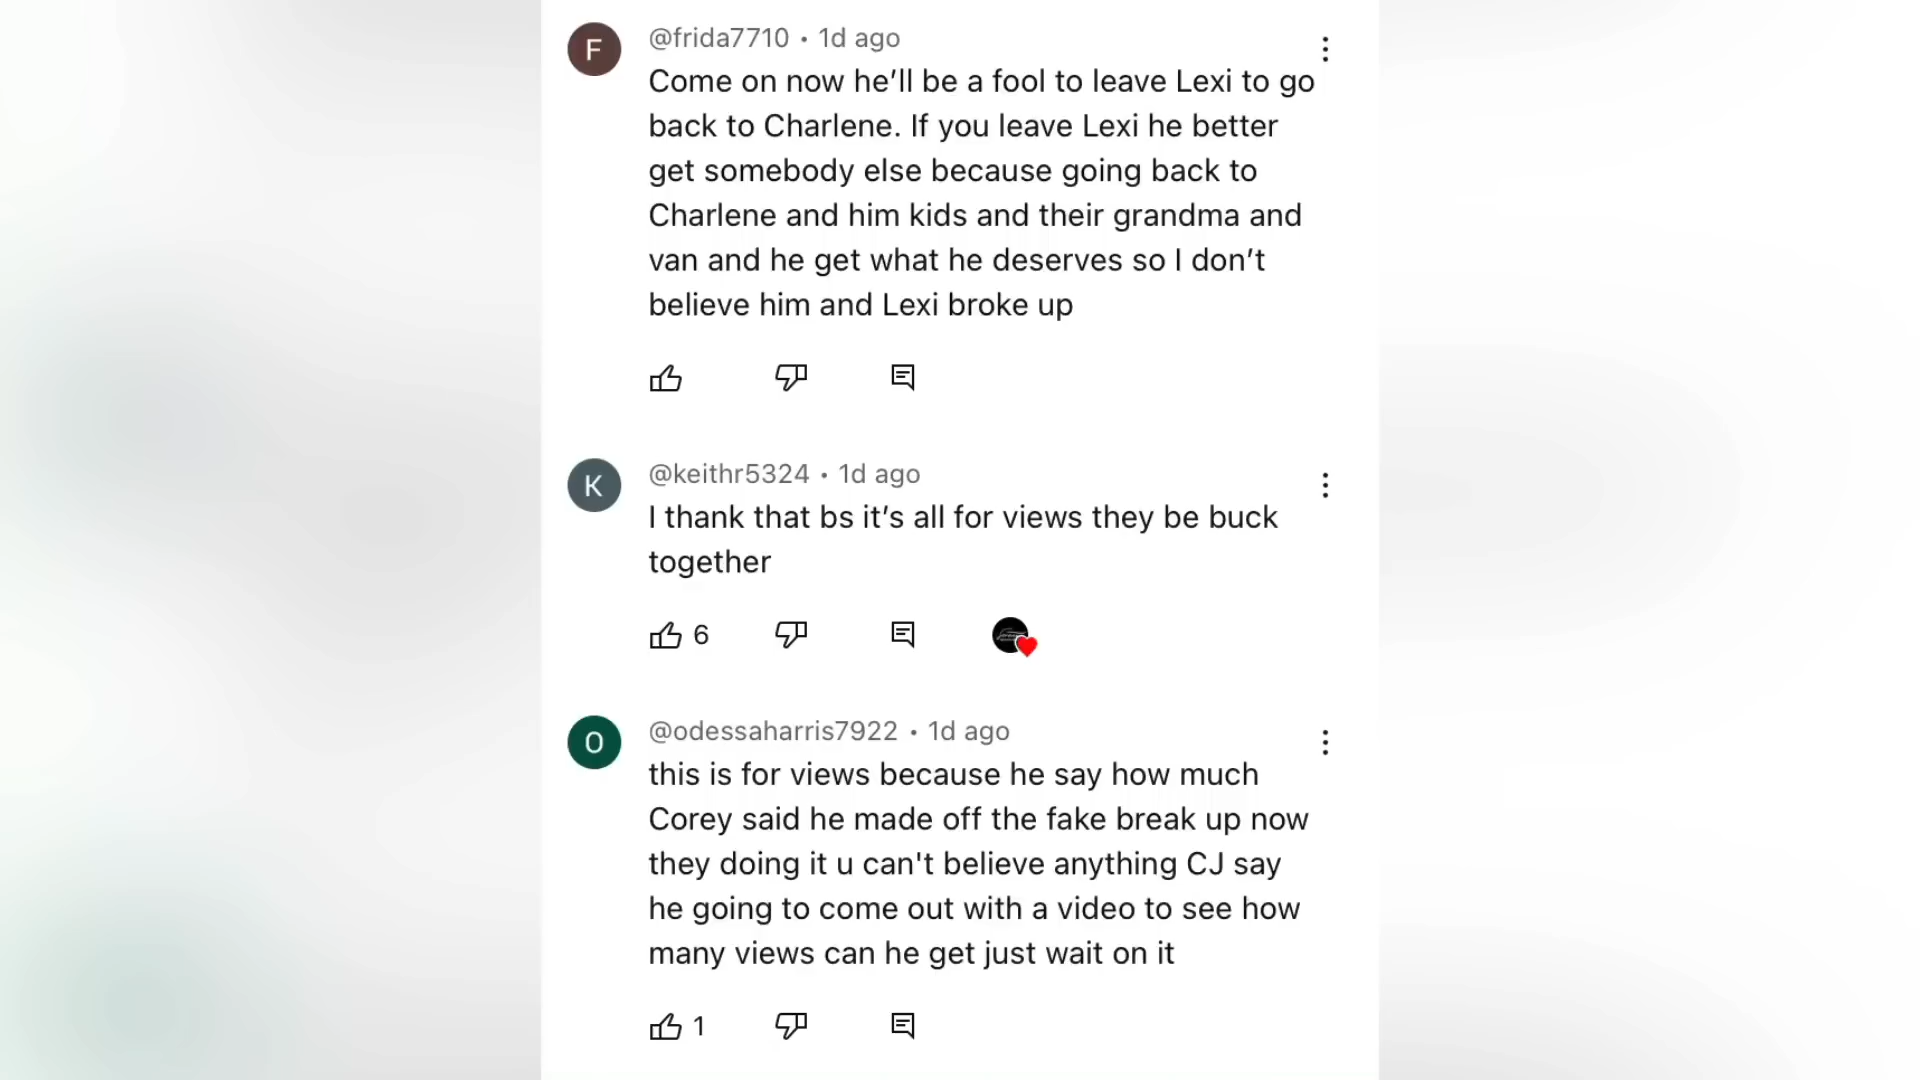 F
@frida7710 • 1d ago
Come on now he’ll be a fool to leave Lexi to go
back to Charlene. If you leave Lexi he better
get somebody else because going back to
Charlene and him kids and their grandma and
van and he get what he deserves so I don’t
believe him and Lexi broke up
K
@keithr5324 • 1d ago
I thank that bs it’s all for views they be buck
together
6
O
@odessaharris7922 • 1d ago
this is for views because he say how much
Corey said he made off the fake break up now
they doing it u can't believe anything CJ say
he going to come out with a video to see how
many views can he get just wait on it
1